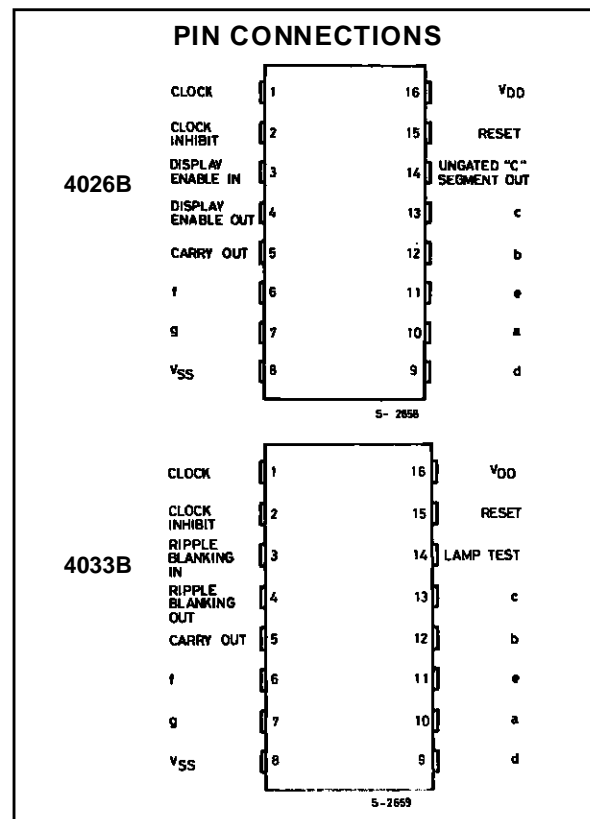 PIN CONNECTIONS
4026B
CLOCK 1 16 VDD
CLOCK INHIBIT 2 15 RESET
DISPLAY ENABLE IN 3 14 UNGATED "C" SEGMENT OUT
DISPLAY ENABLE OUT 4 13 c
CARRY OUT 5 12 b
f 6 11 e
g 7 10 a
VSS 8 9 d
S- 2658
4033B
CLOCK 1 16 VDD
CLOCK INHIBIT 2 15 RESET
RIPPLE BLANKING IN 3 14 LAMP TEST
RIPPLE BLANKING OUT 4 13 c
CARRY OUT 5 12 b
f 6 11 e
g 7 10 a
VSS 8 9 d
S-2659